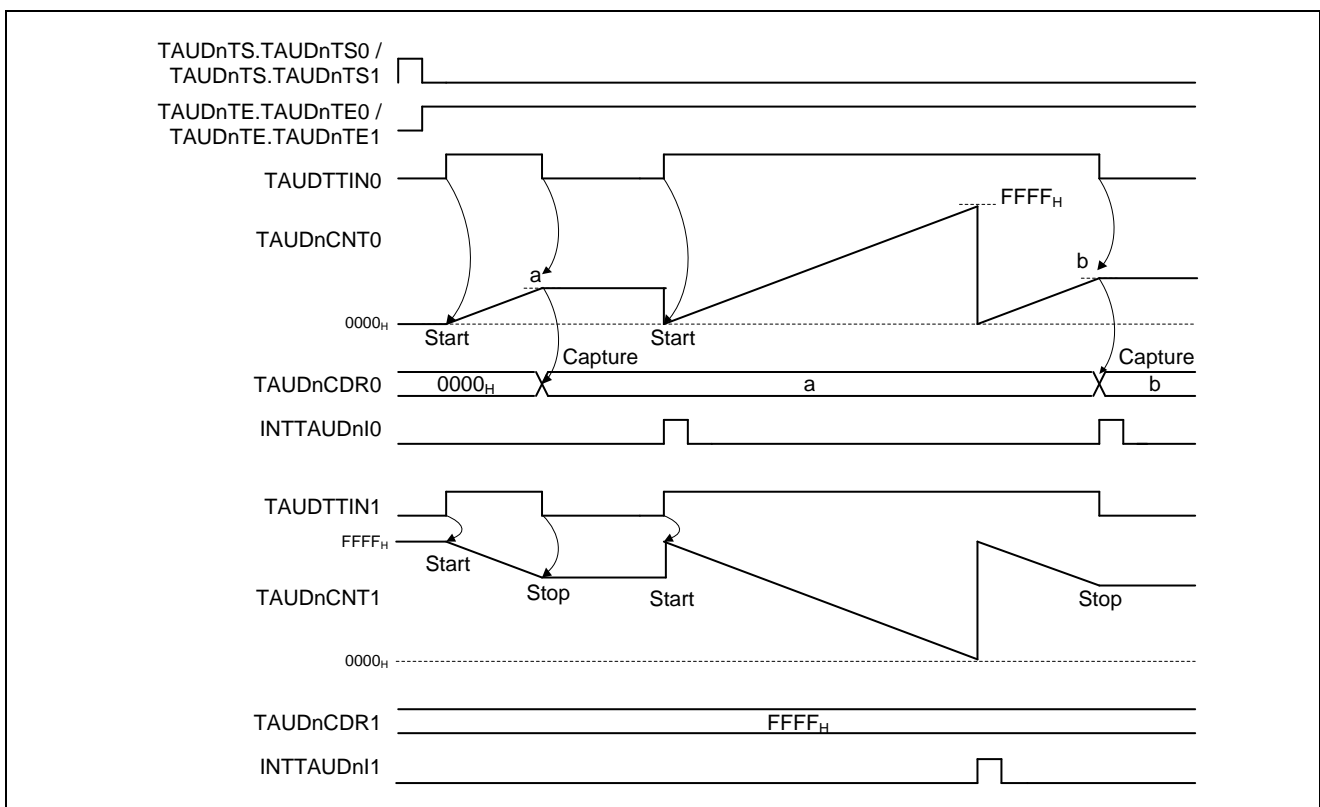 TAUDnTS.TAUDnTS0 /
TAUDnTS.TAUDnTS1
TAUDnTE.TAUDnTE0 /
TAUDnTE.TAUDnTE1
TAUDTTIN0
FFFFH
TAUDnCNT0
a
b
0000H
Start
Start
Capture
Capture
TAUDnCDR0
0000H
a
b
INTTAUDnI0
TAUDTTIN1
FFFFH
Start
TAUDnCNT1
Stop
Start
Stop
0000H
TAUDnCDR1
FFFFH
INTTAUDnI1